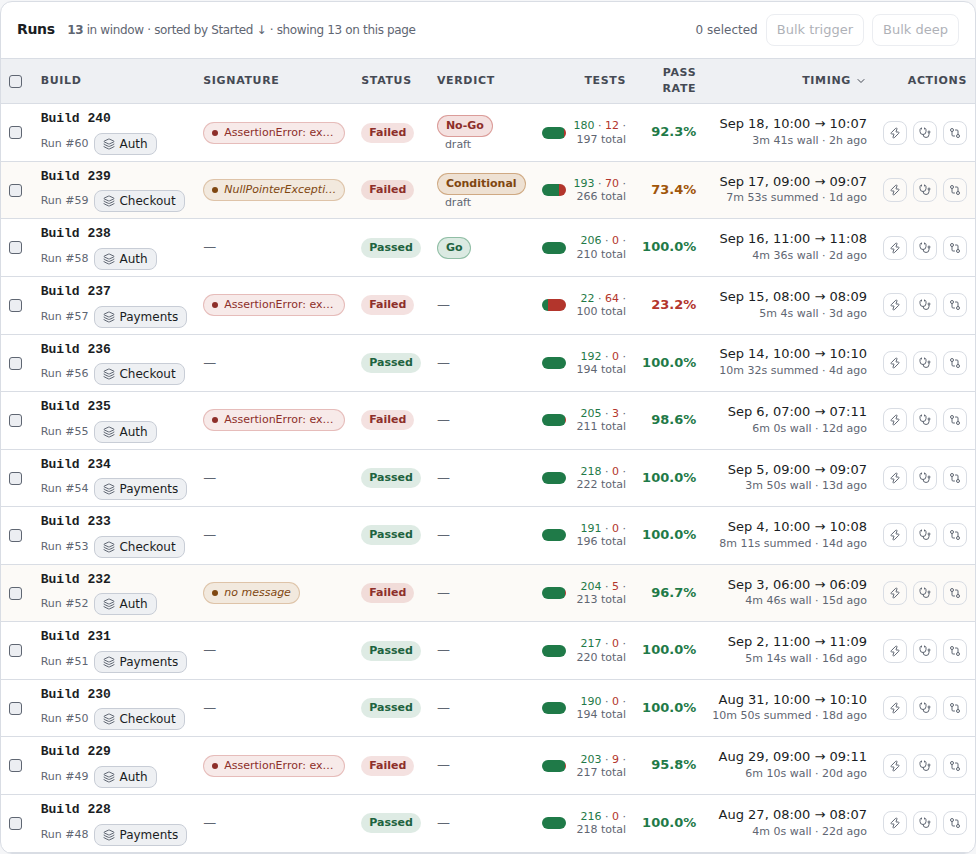 Runs 13 in window · sorted by Started ↓ · showing 13 on this page 0 selected Bulk trigger Bulk deep
BUILD SIGNATURE STATUS VERDICT TESTS PASS RATE TIMING ACTIONS
Build 240
Run #60 Auth
AssertionError: ex…
Failed
No-Go
draft
180 · 12 ·
197 total
92.3%
Sep 18, 10:00 → 10:07
3m 41s wall · 2h ago
Build 239
Run #59 Checkout
NullPointerExcepti…
Failed
Conditional
draft
193 · 70 ·
266 total
73.4%
Sep 17, 09:00 → 09:07
7m 53s summed · 1d ago
Build 238
Run #58 Auth
—
Passed
Go
206 · 0 ·
210 total
100.0%
Sep 16, 11:00 → 11:08
4m 36s wall · 2d ago
Build 237
Run #57 Payments
AssertionError: ex…
Failed
—
22 · 64 ·
100 total
23.2%
Sep 15, 08:00 → 08:09
5m 4s wall · 3d ago
Build 236
Run #56 Checkout
—
Passed
—
192 · 0 ·
194 total
100.0%
Sep 14, 10:00 → 10:10
10m 32s summed · 4d ago
Build 235
Run #55 Auth
AssertionError: ex…
Failed
—
205 · 3 ·
211 total
98.6%
Sep 6, 07:00 → 07:11
6m 0s wall · 12d ago
Build 234
Run #54 Payments
—
Passed
—
218 · 0 ·
222 total
100.0%
Sep 5, 09:00 → 09:07
3m 50s wall · 13d ago
Build 233
Run #53 Checkout
—
Passed
—
191 · 0 ·
196 total
100.0%
Sep 4, 10:00 → 10:08
8m 11s summed · 14d ago
Build 232
Run #52 Auth
no message
Failed
—
204 · 5 ·
213 total
96.7%
Sep 3, 06:00 → 06:09
4m 46s wall · 15d ago
Build 231
Run #51 Payments
—
Passed
—
217 · 0 ·
220 total
100.0%
Sep 2, 11:00 → 11:09
5m 14s wall · 16d ago
Build 230
Run #50 Checkout
—
Passed
—
190 · 0 ·
194 total
100.0%
Aug 31, 10:00 → 10:10
10m 50s summed · 18d ago
Build 229
Run #49 Auth
AssertionError: ex…
Failed
—
203 · 9 ·
217 total
95.8%
Aug 29, 09:00 → 09:11
6m 10s wall · 20d ago
Build 228
Run #48 Payments
—
Passed
—
216 · 0 ·
218 total
100.0%
Aug 27, 08:00 → 08:07
4m 0s wall · 22d ago